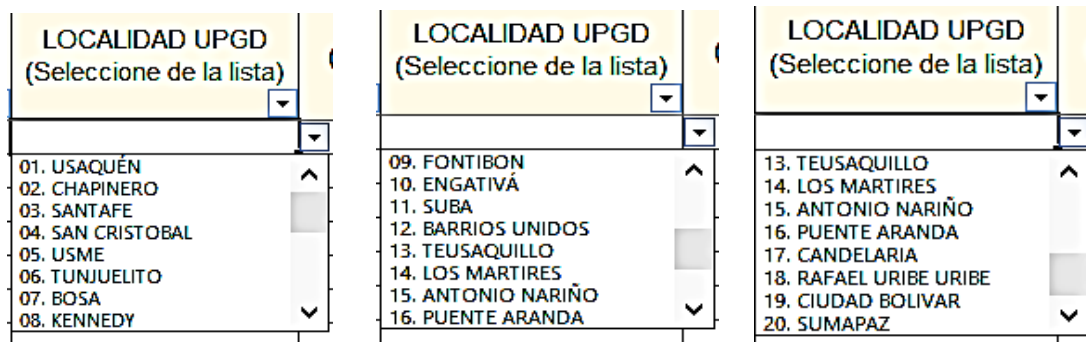 LOCALIDAD UPGD
(Seleccione de la lista)
01. USAQUÉN
02. CHAPINERO
03. SANTAFE
04. SAN CRISTOBAL
05. USME
06. TUNJUELITO
07. BOSA
08. KENNEDY
LOCALIDAD UPGD
(Seleccione de la lista)
09. FONTIBON
10. ENGATIVÁ
11. SUBA
12. BARRIOS UNIDOS
13. TEUSAQUILLO
14. LOS MARTIRES
15. ANTONIO NARIÑO
16. PUENTE ARANDA
LOCALIDAD UPGD
(Seleccione de la lista)
13. TEUSAQUILLO
14. LOS MARTIRES
15. ANTONIO NARIÑO
16. PUENTE ARANDA
17. CANDELARIA
18. RAFAEL URIBE URIBE
19. CIUDAD BOLIVAR
20. SUMAPAZ